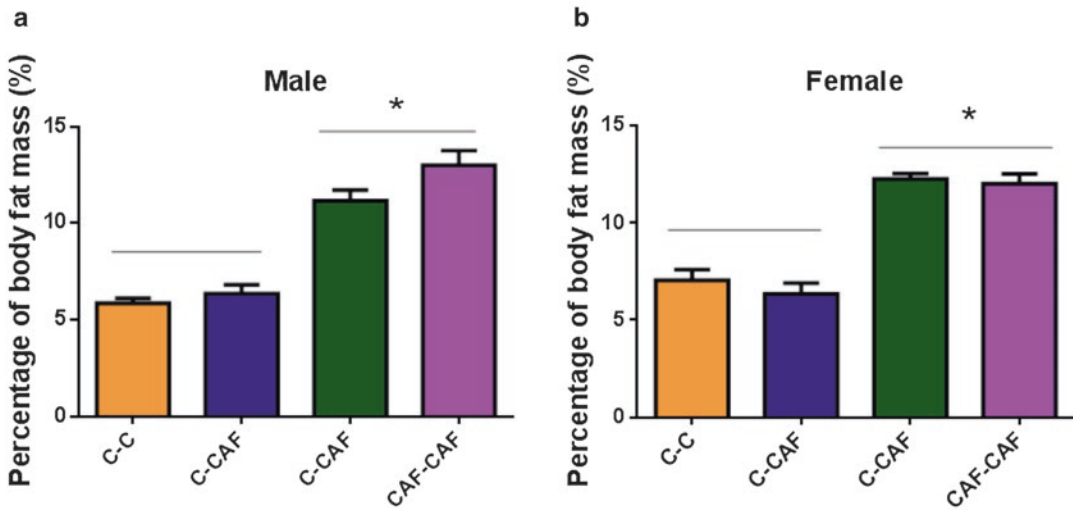 a
Male
Percentage of body fat mass (%)
*
15
10
5
0
C-C
C-CAF
C-CAF
CAF-CAF
b
Female
Percentage of body fat mass (%)
*
15
10
5
0
C-C
C-CAF
C-CAF
CAF-CAF